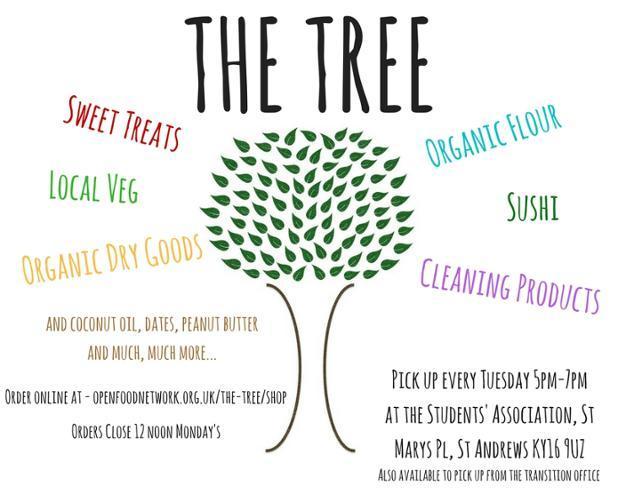 THE TREE
SWEET TREATS
ORGANIC FLOUR
LOCAL VEG
SUSHI
ORGANIC DRY GOODS
CLEANING PRODUCTS
AND COCONUT OIL, DATES, PEANUT BUTTER
AND MUCH, MUCH MORE...
ORDER ONLINE AT - OPENFOODNETWORK.ORG.UK/THE-TREE/SHOP
ORDERS CLOSE 12 NOON MONDAY'S
PICK UP EVERY TUESDAY 5PM-7PM
AT THE STUDENTS' ASSOCIATION, ST
MARYS PL, ST ANDREWS KY16 9UZ
ALSO AVAILABLE TO PICK UP FROM THE TRANSITION OFFICE